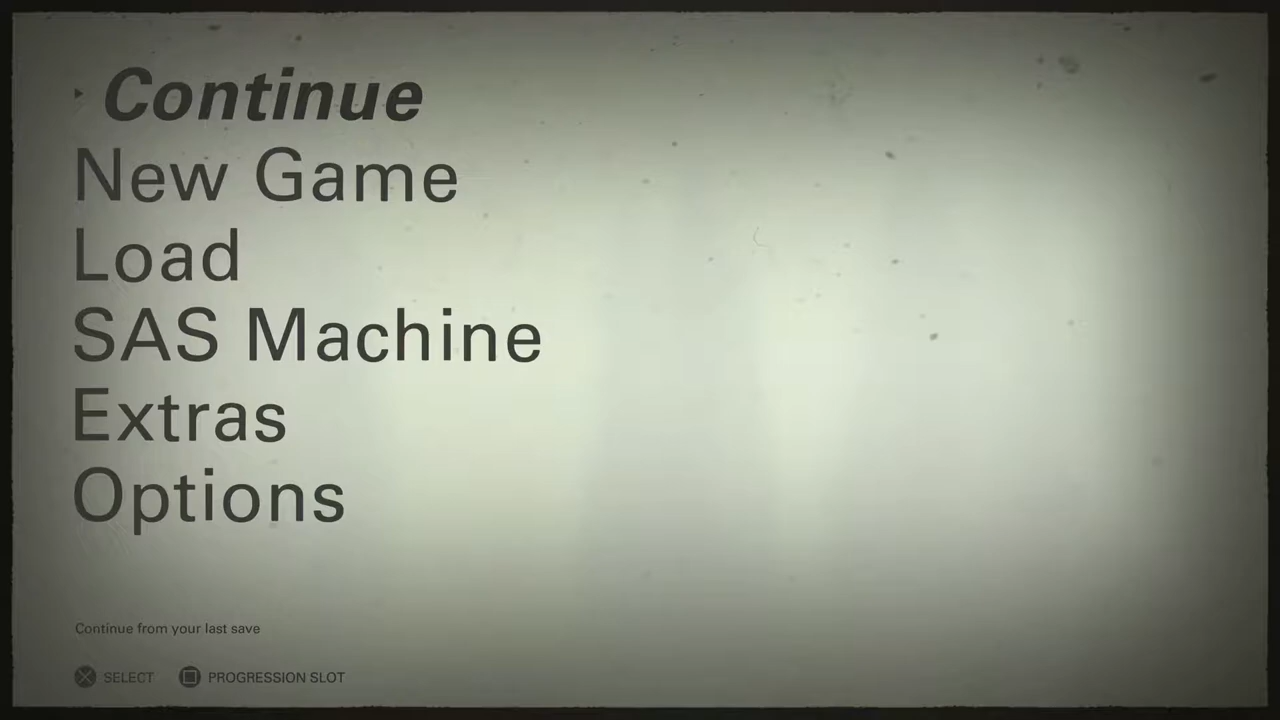 Continue
New Game
Load
SAS Machine
Extras
Options
Continue from your last save
SELECT PROGRESSION SLOT